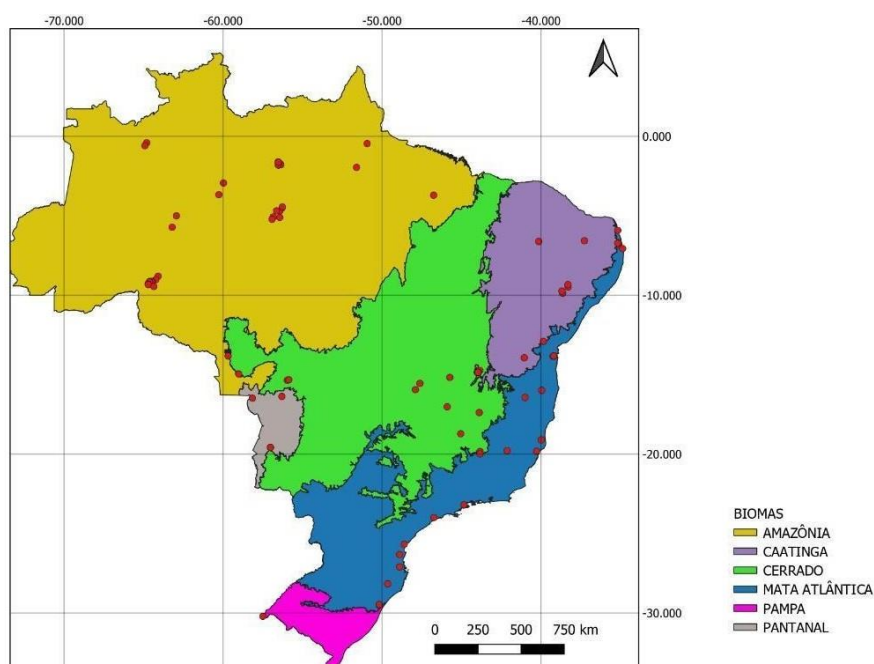 -70.000 -60.000 -50.000 -40.000
0.000
-10.000
-20.000
-30.000
BIOMAS
AMAZÔNIA
CAATINGA
CERRADO
MATA ATLÂNTICA
PAMPA
PANTANAL
0 250 500 750 km